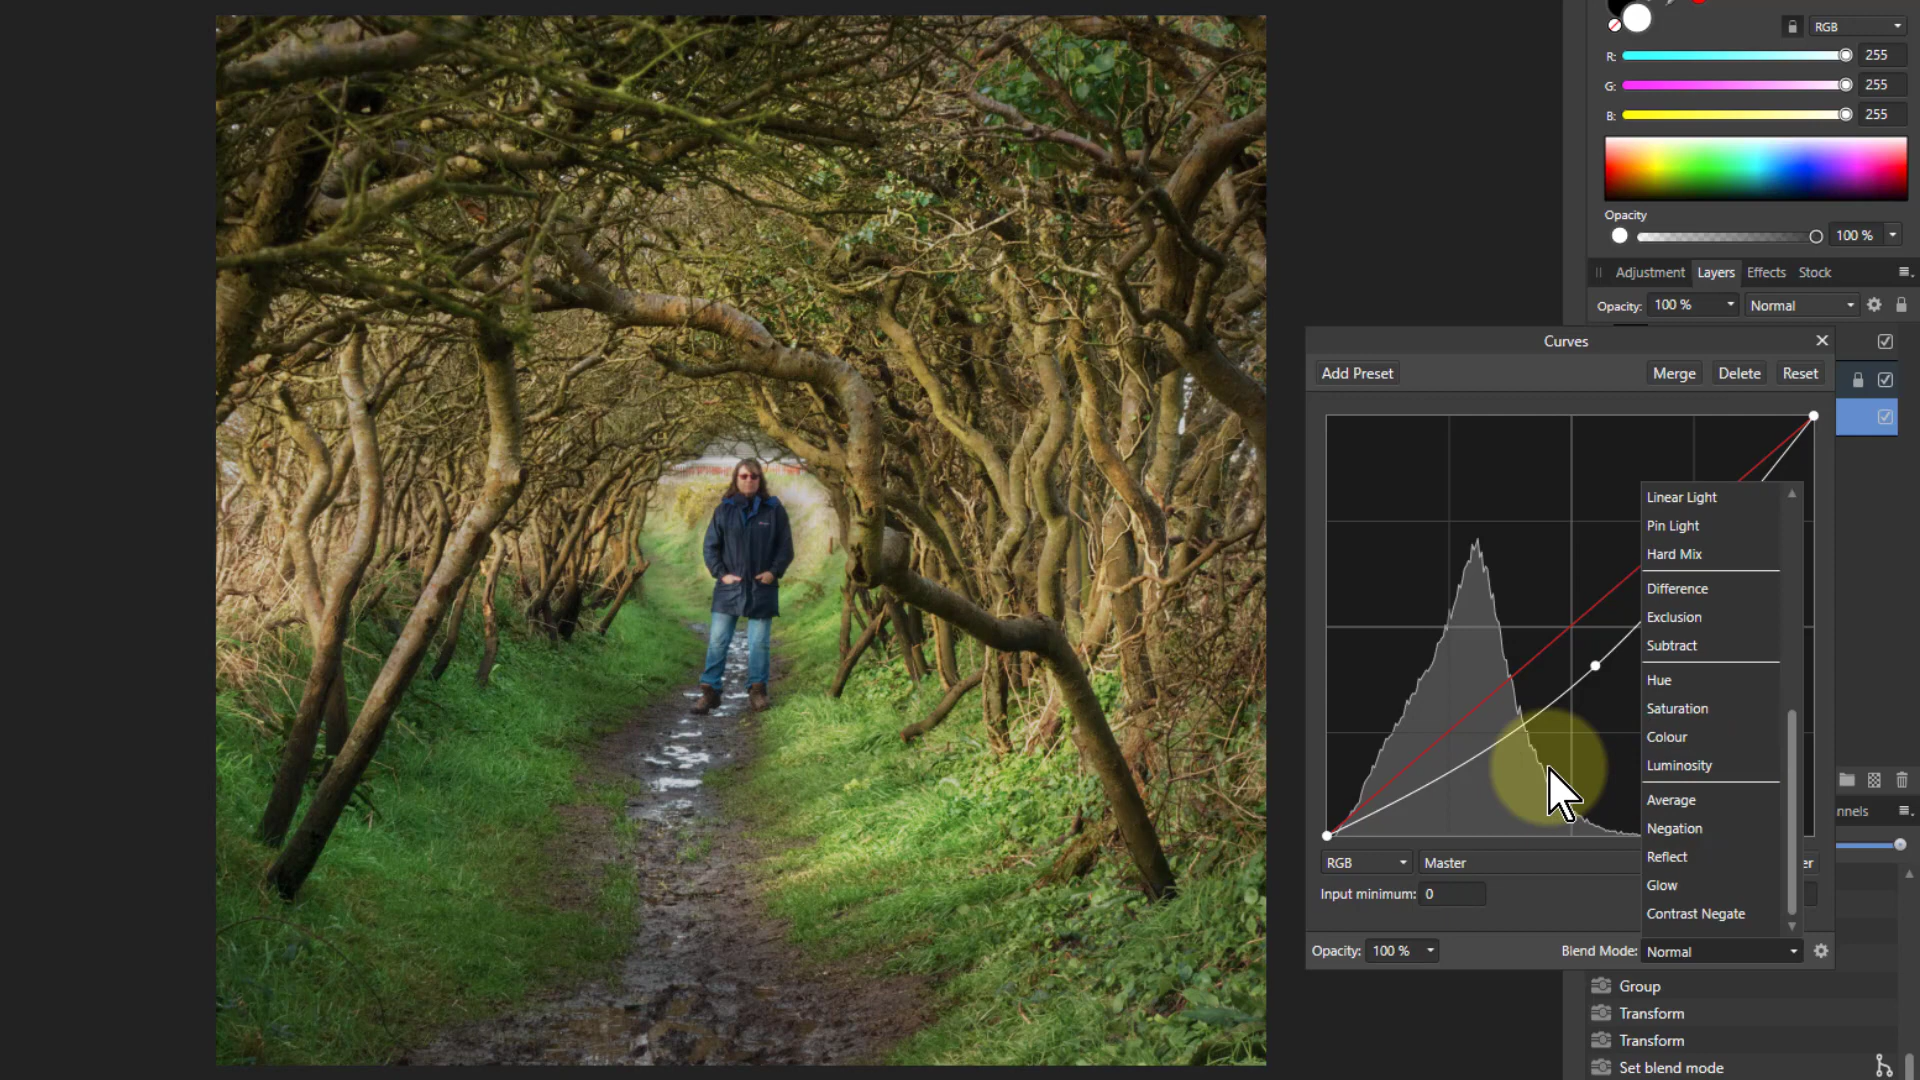 RGB
R: 255
G: 255
B: 255
Opacity
100 %
Adjustment Layers Effects Stock
Opacity: 100 % Normal
Curves
Add Preset Merge Delete Reset
Linear Light
Pin Light
Hard Mix
Difference
Exclusion
Subtract
Hue
Saturation
Colour
Luminosity
Average
Negation
Reflect
Glow
Contrast Negate
nnels
RGB Master er
Input minimum: 0
Opacity: 100 % Blend Mode: Normal
Group
Transform
Transform
Set blend mode